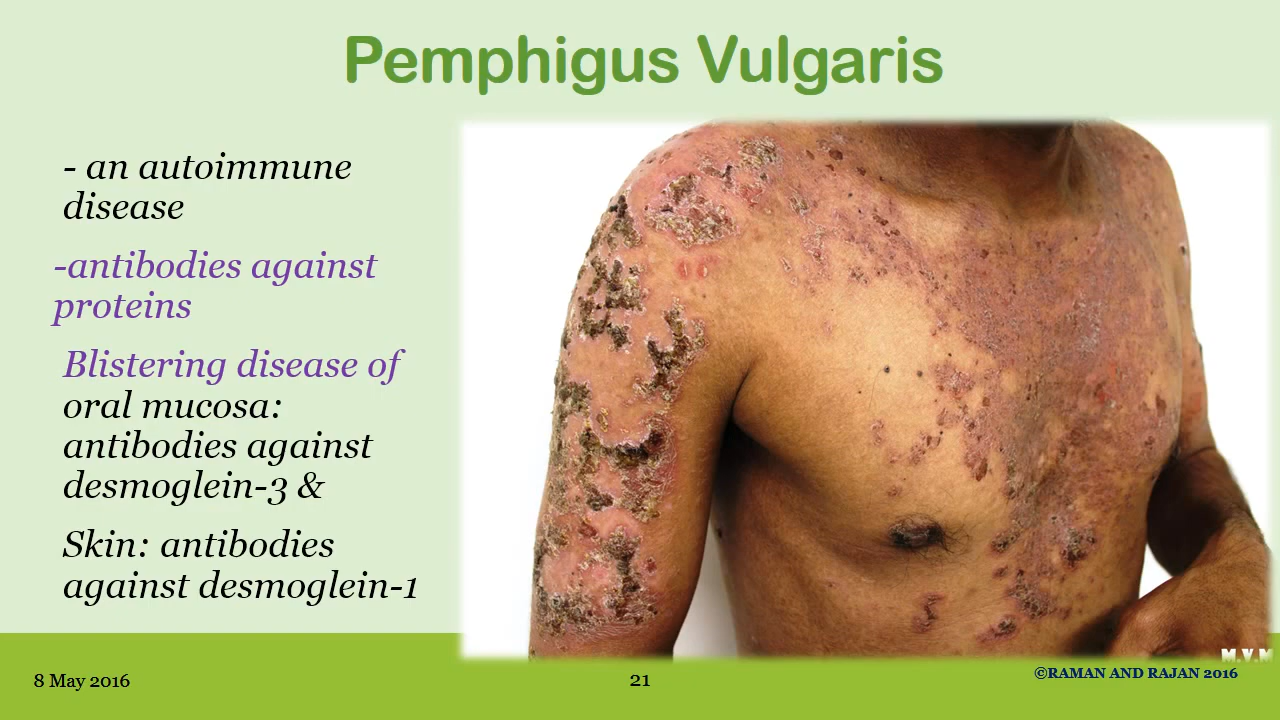 Pemphigus Vulgaris
- an autoimmune
disease
-antibodies against
proteins
Blistering disease of
oral mucosa:
antibodies against
desmoglein-3 &
Skin: antibodies
against desmoglein-1
M.V.M
8 May 2016
21
©RAMAN AND RAJAN 2016